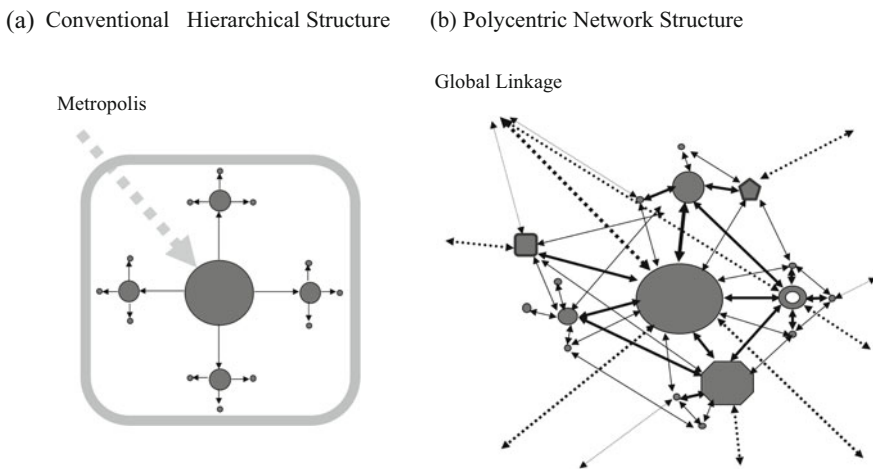 (a) Conventional Hierarchical Structure
(b) Polycentric Network Structure
Metropolis
Global Linkage